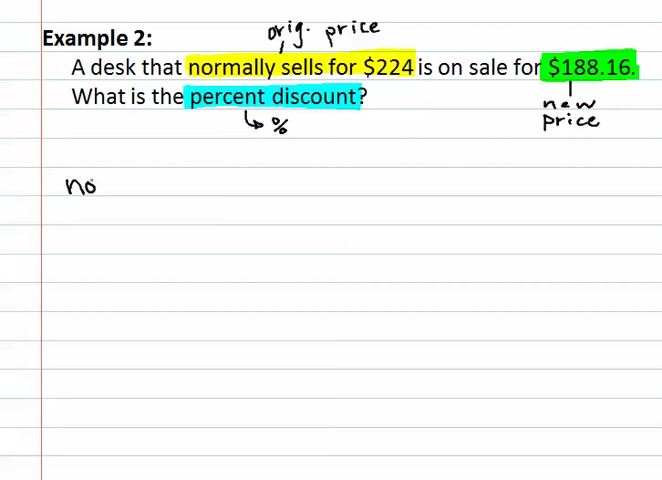 Example 2:
orig. price
A desk that normally sells for $224 is on sale for $188.16.
What is the percent discount?
new
price
%
no